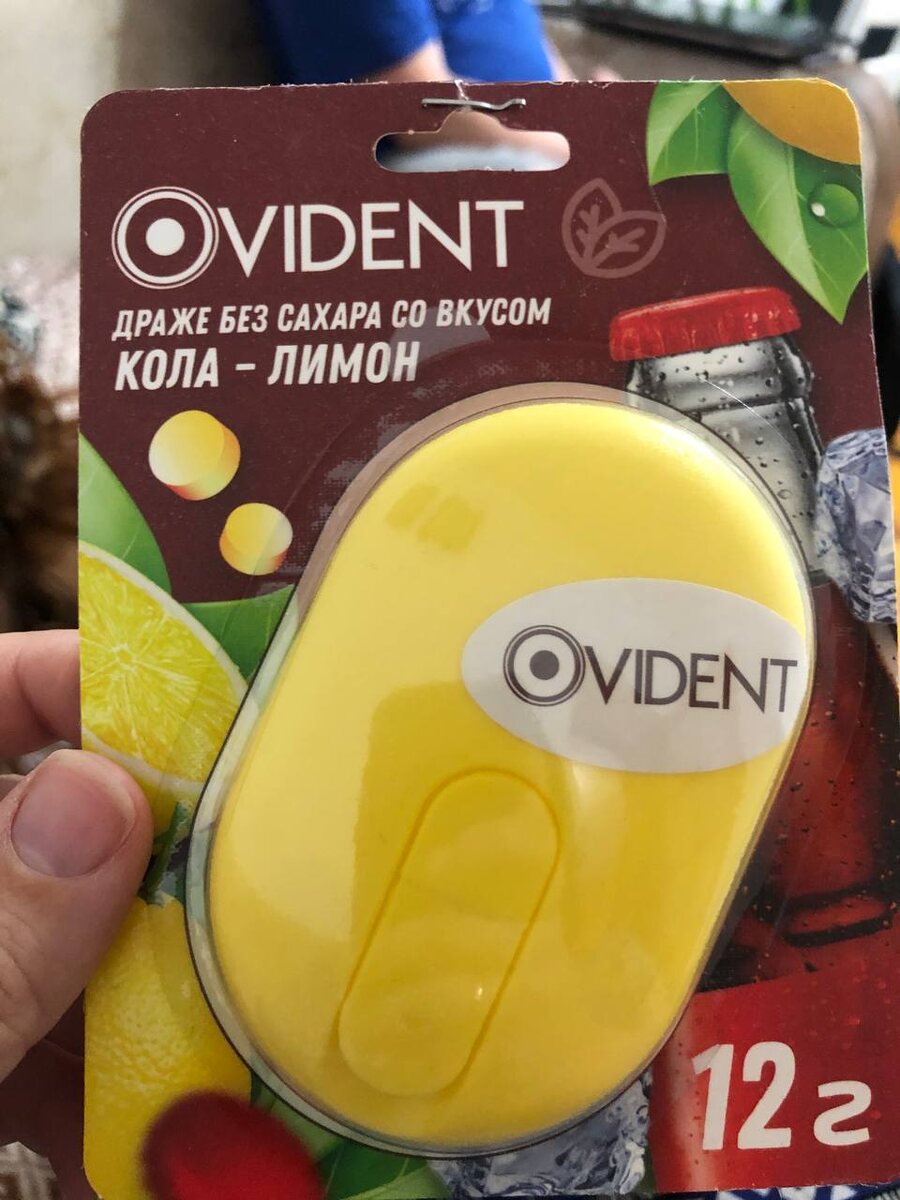 OVIDENT
ДРАЖЕ БЕЗ САХАРА СО ВКУСОМ
КОЛА - ЛИМОН
OVIDENT
12 г